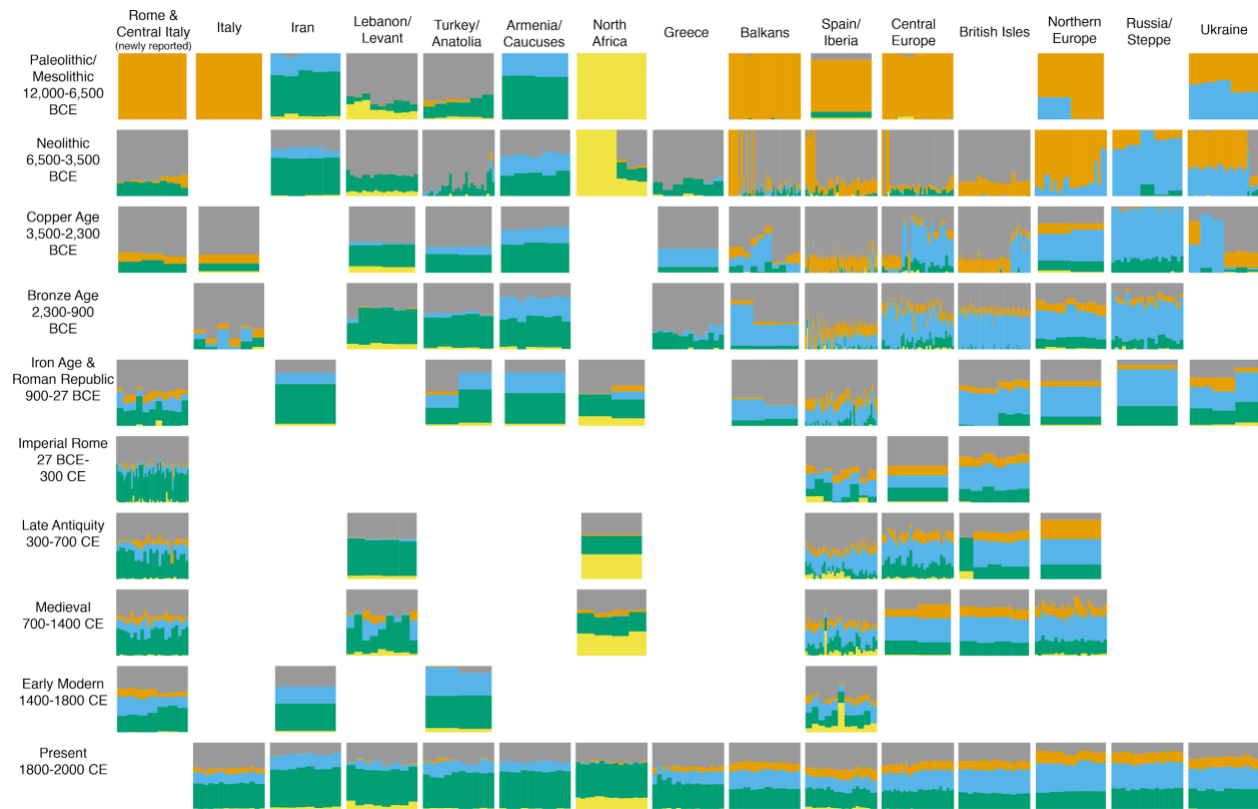 Rome &
Central Italy
(newly reported)
Italy
Iran
Lebanon/
Levant
Turkey/
Anatolia
Armenia/
Caucuses
North
Africa
Greece
Balkans
Spain/
Iberia
Central
Europe
British Isles
Northern
Europe
Russia/
Steppe
Ukraine
Paleolithic/
Mesolithic
12,000-6,500
BCE
Neolithic
6,500-3,500
BCE
Copper Age
3,500-2,300
BCE
Bronze Age
2,300-900
BCE
Iron Age &
Roman Republic
900-27 BCE
Imperial Rome
27 BCE-
300 CE
Late Antiquity
300-700 CE
Medieval
700-1400 CE
Early Modern
1400-1800 CE
Present
1800-2000 CE